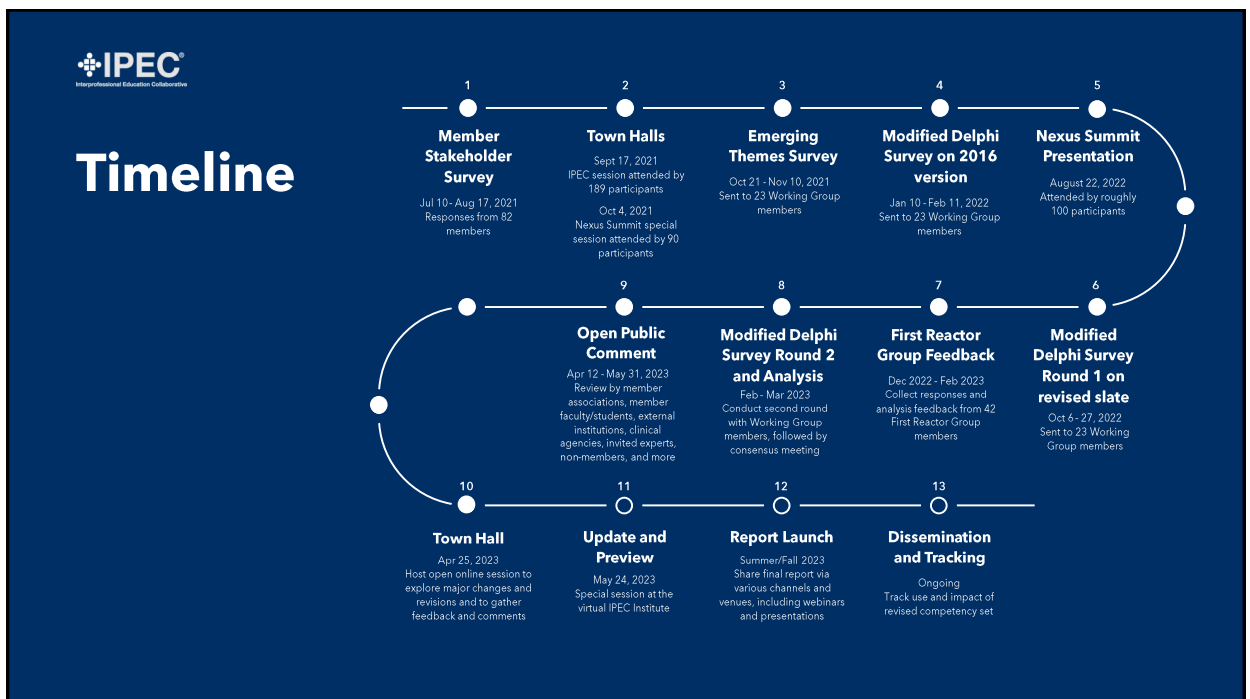 IPEC®
Interprofessional Education Collaborative
Timeline
1
Member
Stakeholder
Survey
Jul 10 - Aug 17, 2021
Responses from 82
members
2
Town Halls
Sept 17, 2021
IPEC session attended by
189 participants
Oct 4, 2021
Nexus Summit special
session attended by 90
participants
3
Emerging
Themes Survey
Oct 21 - Nov 10, 2021
Sent to 23 Working Group
members
4
Modified Delphi
Survey on 2016
version
Jan 10 - Feb 11, 2022
Sent to 23 Working Group
members
5
Nexus Summit
Presentation
August 22, 2022
Attended by roughly
100 participants
6
Modified
Delphi Survey
Round 1 on
revised slate
Oct 6 - 27, 2022
Sent to 23 Working
Group members
7
First Reactor
Group Feedback
Dec 2022 - Feb 2023
Collect responses and
analysis feedback from 42
First Reactor Group
members
8
Modified Delphi
Survey Round 2
and Analysis
Feb - Mar 2023
Conduct second round
with Working Group
members, followed by
consensus meeting
9
Open Public
Comment
Apr 12 - May 31, 2023
Review by member
associations, member
faculty/students, external
institutions, clinical
agencies, invited experts,
non-members, and more
10
Town Hall
Apr 25, 2023
Host open online session to
explore major changes and
revisions and to gather
feedback and comments
11
Update and
Preview
May 24, 2023
Special session at the
virtual IPEC Institute
12
Report Launch
Summer/Fall 2023
Share final report via
various channels and
venues, including webinars
and presentations
13
Dissemination
and Tracking
Ongoing
Track use and impact of
revised competency set